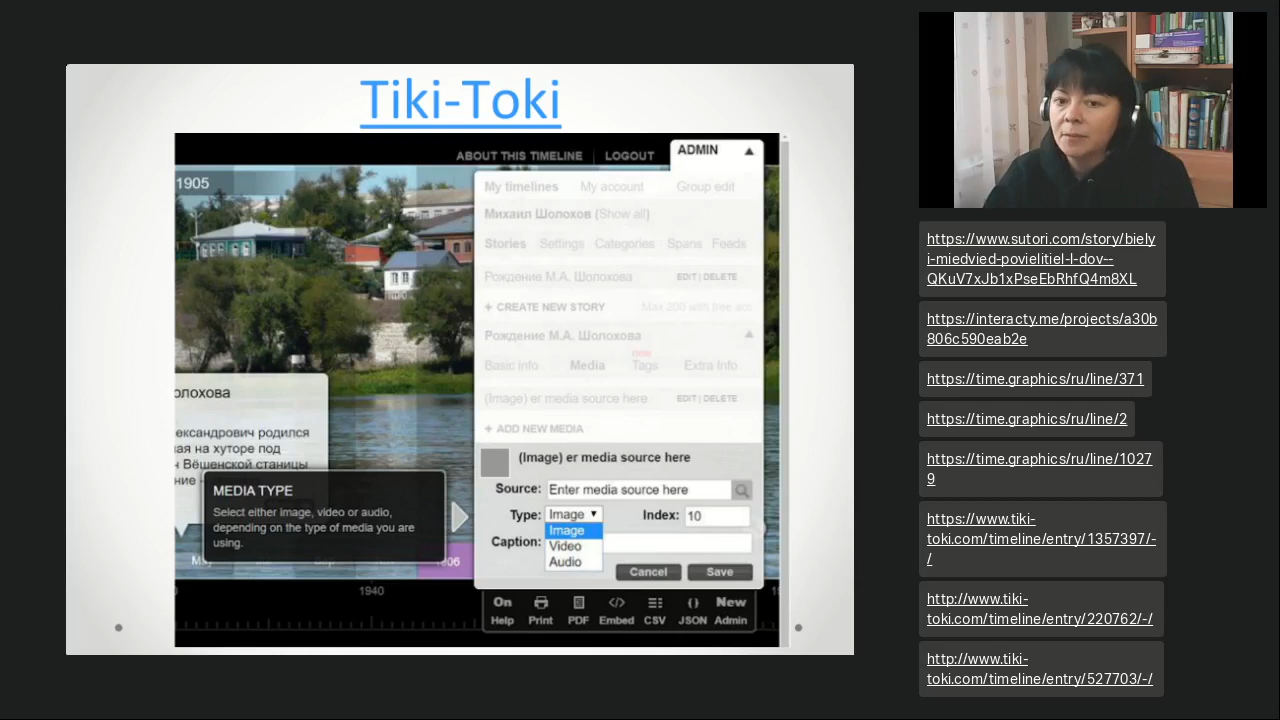 Tiki-Toki
ABOUT THIS TIMELINE
LOGOUT
ADMIN
1905
My timelines My account Group edit
Михаил Шолохов (Show all)
Stories Settings Categories Spans Feeds
Рождение М.А. Шолохова EDIT | DELETE
+ CREATE NEW STORY Max 200 with free acc
Рождение М.А. Шолохова
new
Basic info Media Tags Extra Info
(Image) er media source here EDIT | DELETE
+ ADD NEW MEDIA
(Image) er media source here
Source: Enter media source here
Type: Image Index: 10
Image
Video
Audio
Caption:
Cancel Save
олохова
ександрович родился
ая на хуторе под
Вёшенской станицы
ние -
MEDIA TYPE
Select either image, video or audio,
depending on the type of media you are
using.
1940
On
Help Print PDF Embed CSV JSON
New
Admin
https://www.sutori.com/story/biely
i-miedvied-povielitiel-l-dov--
QKuV7xJb1xPseEbRhfQ4m8XL
https://interacty.me/projects/a30b
806c590eab2e
https://time.graphics/ru/line/371
https://time.graphics/ru/line/2
https://time.graphics/ru/line/1027
9
https://www.tiki-
toki.com/timeline/entry/1357397/-
/
http://www.tiki-
toki.com/timeline/entry/220762/-/
http://www.tiki-
toki.com/timeline/entry/527703/-/